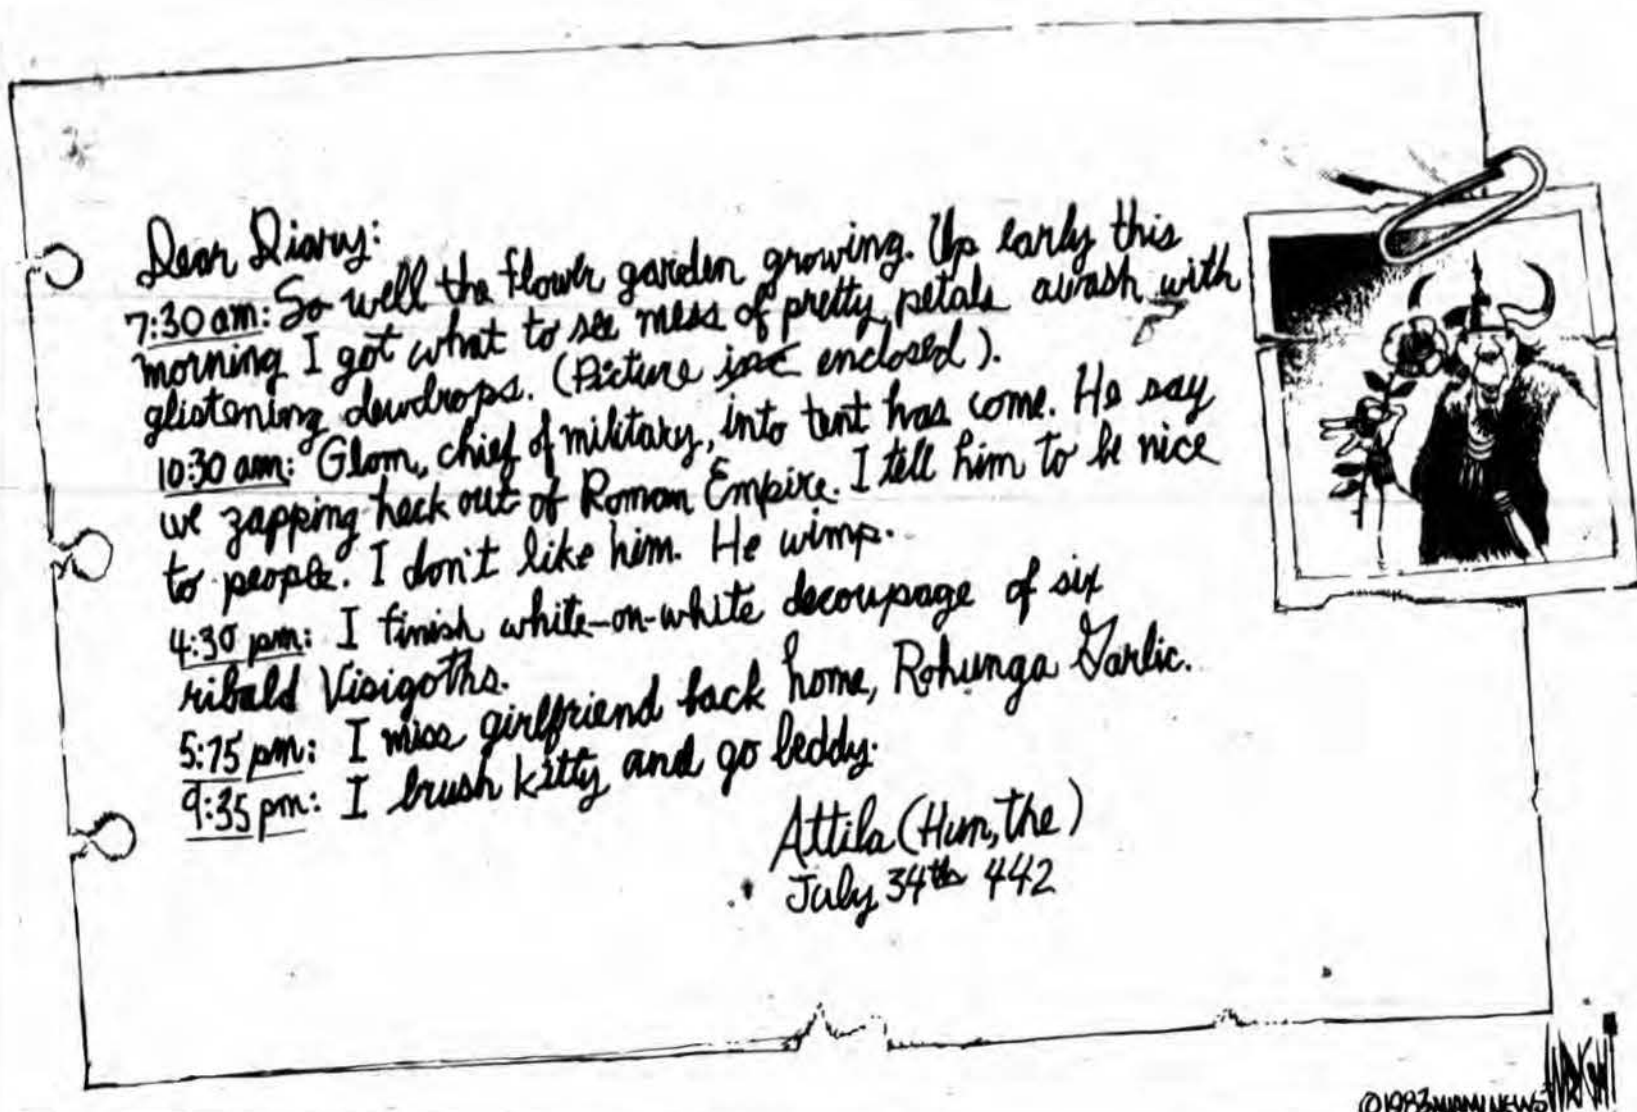 Dear Diary:
7:30 am: So well the flower garden growing. Up early this
morning I got what to see mess of pretty petals awash with
glistening dewdrops. (Picture enclosed).
10:30 am: Glom, chief of military, into tent has come. He say
we zapping heck out of Roman Empire. I tell him to be nice
to people. I don't like him. He wimp.
4:30 pm: I finish white-on-white decoupage of six
ribald Visigoths.
5:75 pm: I miss girlfriend back home, Rohunga Garlic.
9:35 pm: I brush kitty and go beddy.
Attila (Hun, the)
July 34th 442
©1983 MIAMI NEWS